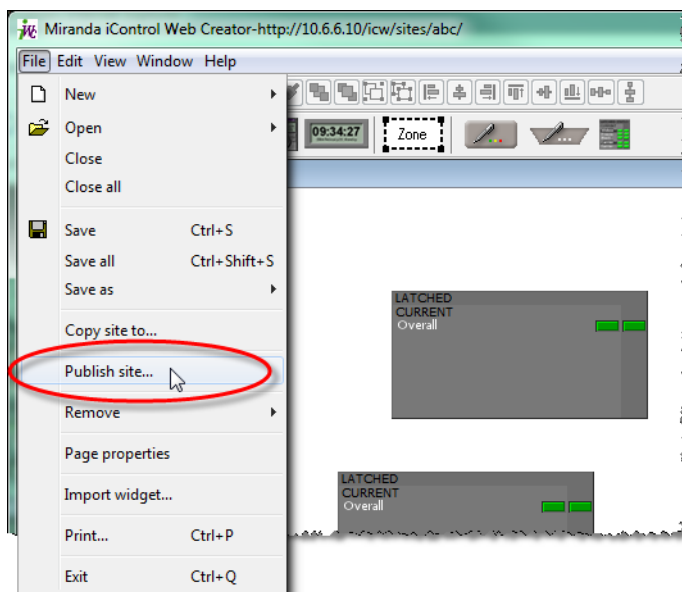 Miranda iControl Web Creator-http://10.6.6.10/icw/sites/abc/
File Edit View Window Help
New
Open
Close
Close all
Save Ctrl+S
Save all Ctrl+Shift+S
Save as
Copy site to...
Publish site...
Remove
Page properties
Import widget...
Print... Ctrl+P
Exit Ctrl+Q
09:34:27
Zone
LATCHED
CURRENT
Overall
LATCHED
CURRENT
Overall